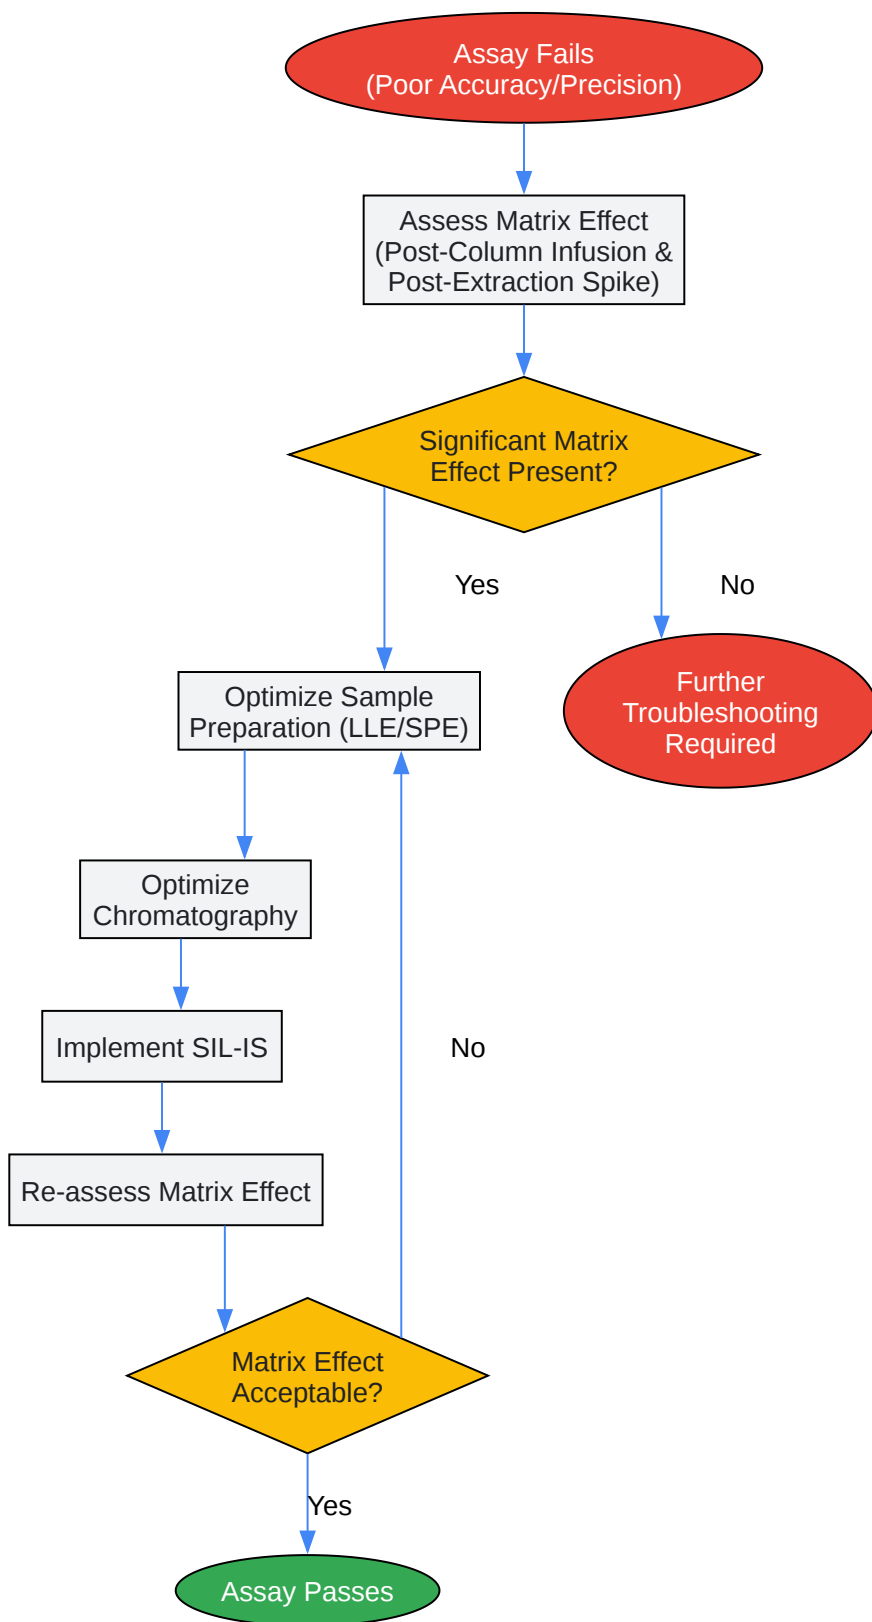 Assay Fails
(Poor Accuracy/Precision)
Assess Matrix Effect
(Post-Column Infusion &
Post-Extraction Spike)
Significant Matrix
Effect Present?
Yes
No
Optimize Sample
Preparation (LLE/SPE)
Further
Troubleshooting
Required
Optimize
Chromatography
Implement SIL-IS
No
Re-assess Matrix Effect
Matrix Effect
Acceptable?
Yes
Assay Passes